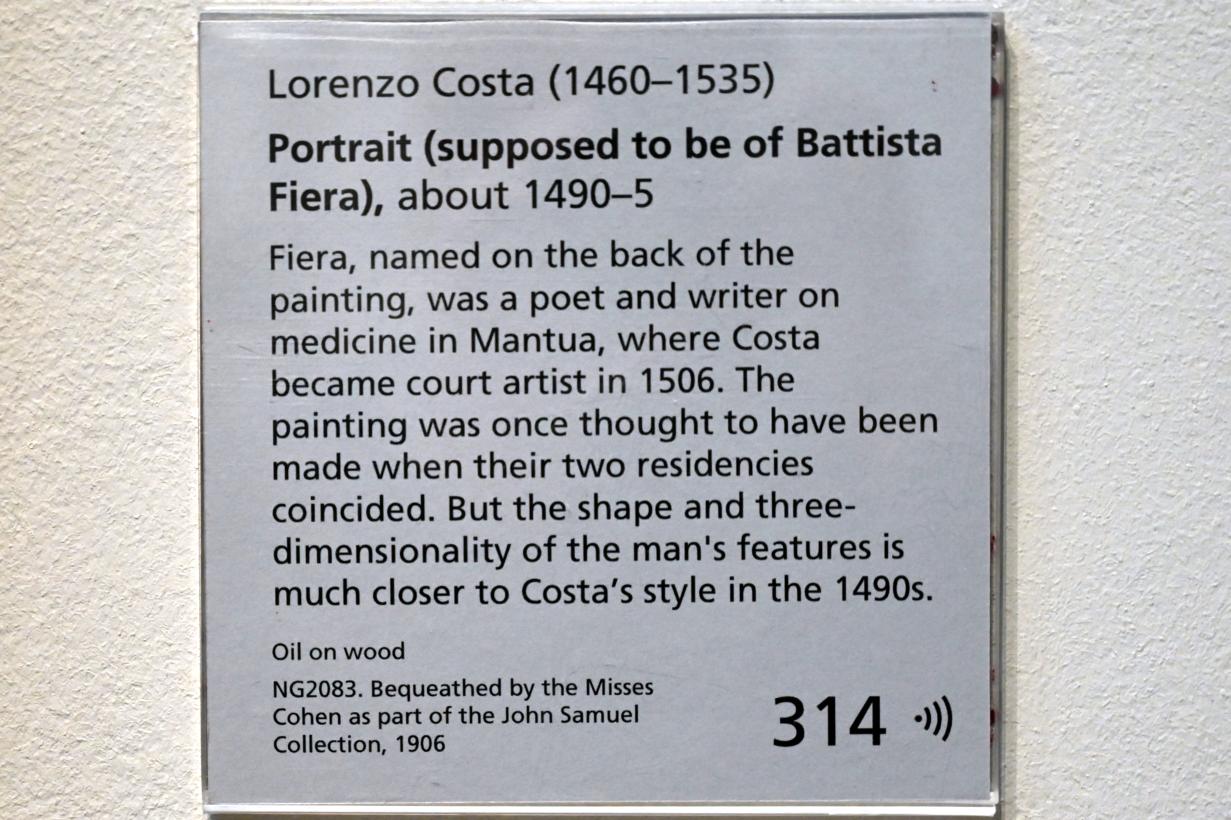 Lorenzo Costa (1460–1535)
Portrait (supposed to be of Battista
Fiera), about 1490–5
Fiera, named on the back of the
painting, was a poet and writer on
medicine in Mantua, where Costa
became court artist in 1506. The
painting was once thought to have been
made when their two residencies
coincided. But the shape and three-
dimensionality of the man's features is
much closer to Costa’s style in the 1490s.
Oil on wood
NG2083. Bequeathed by the Misses
Cohen as part of the John Samuel
Collection, 1906
314